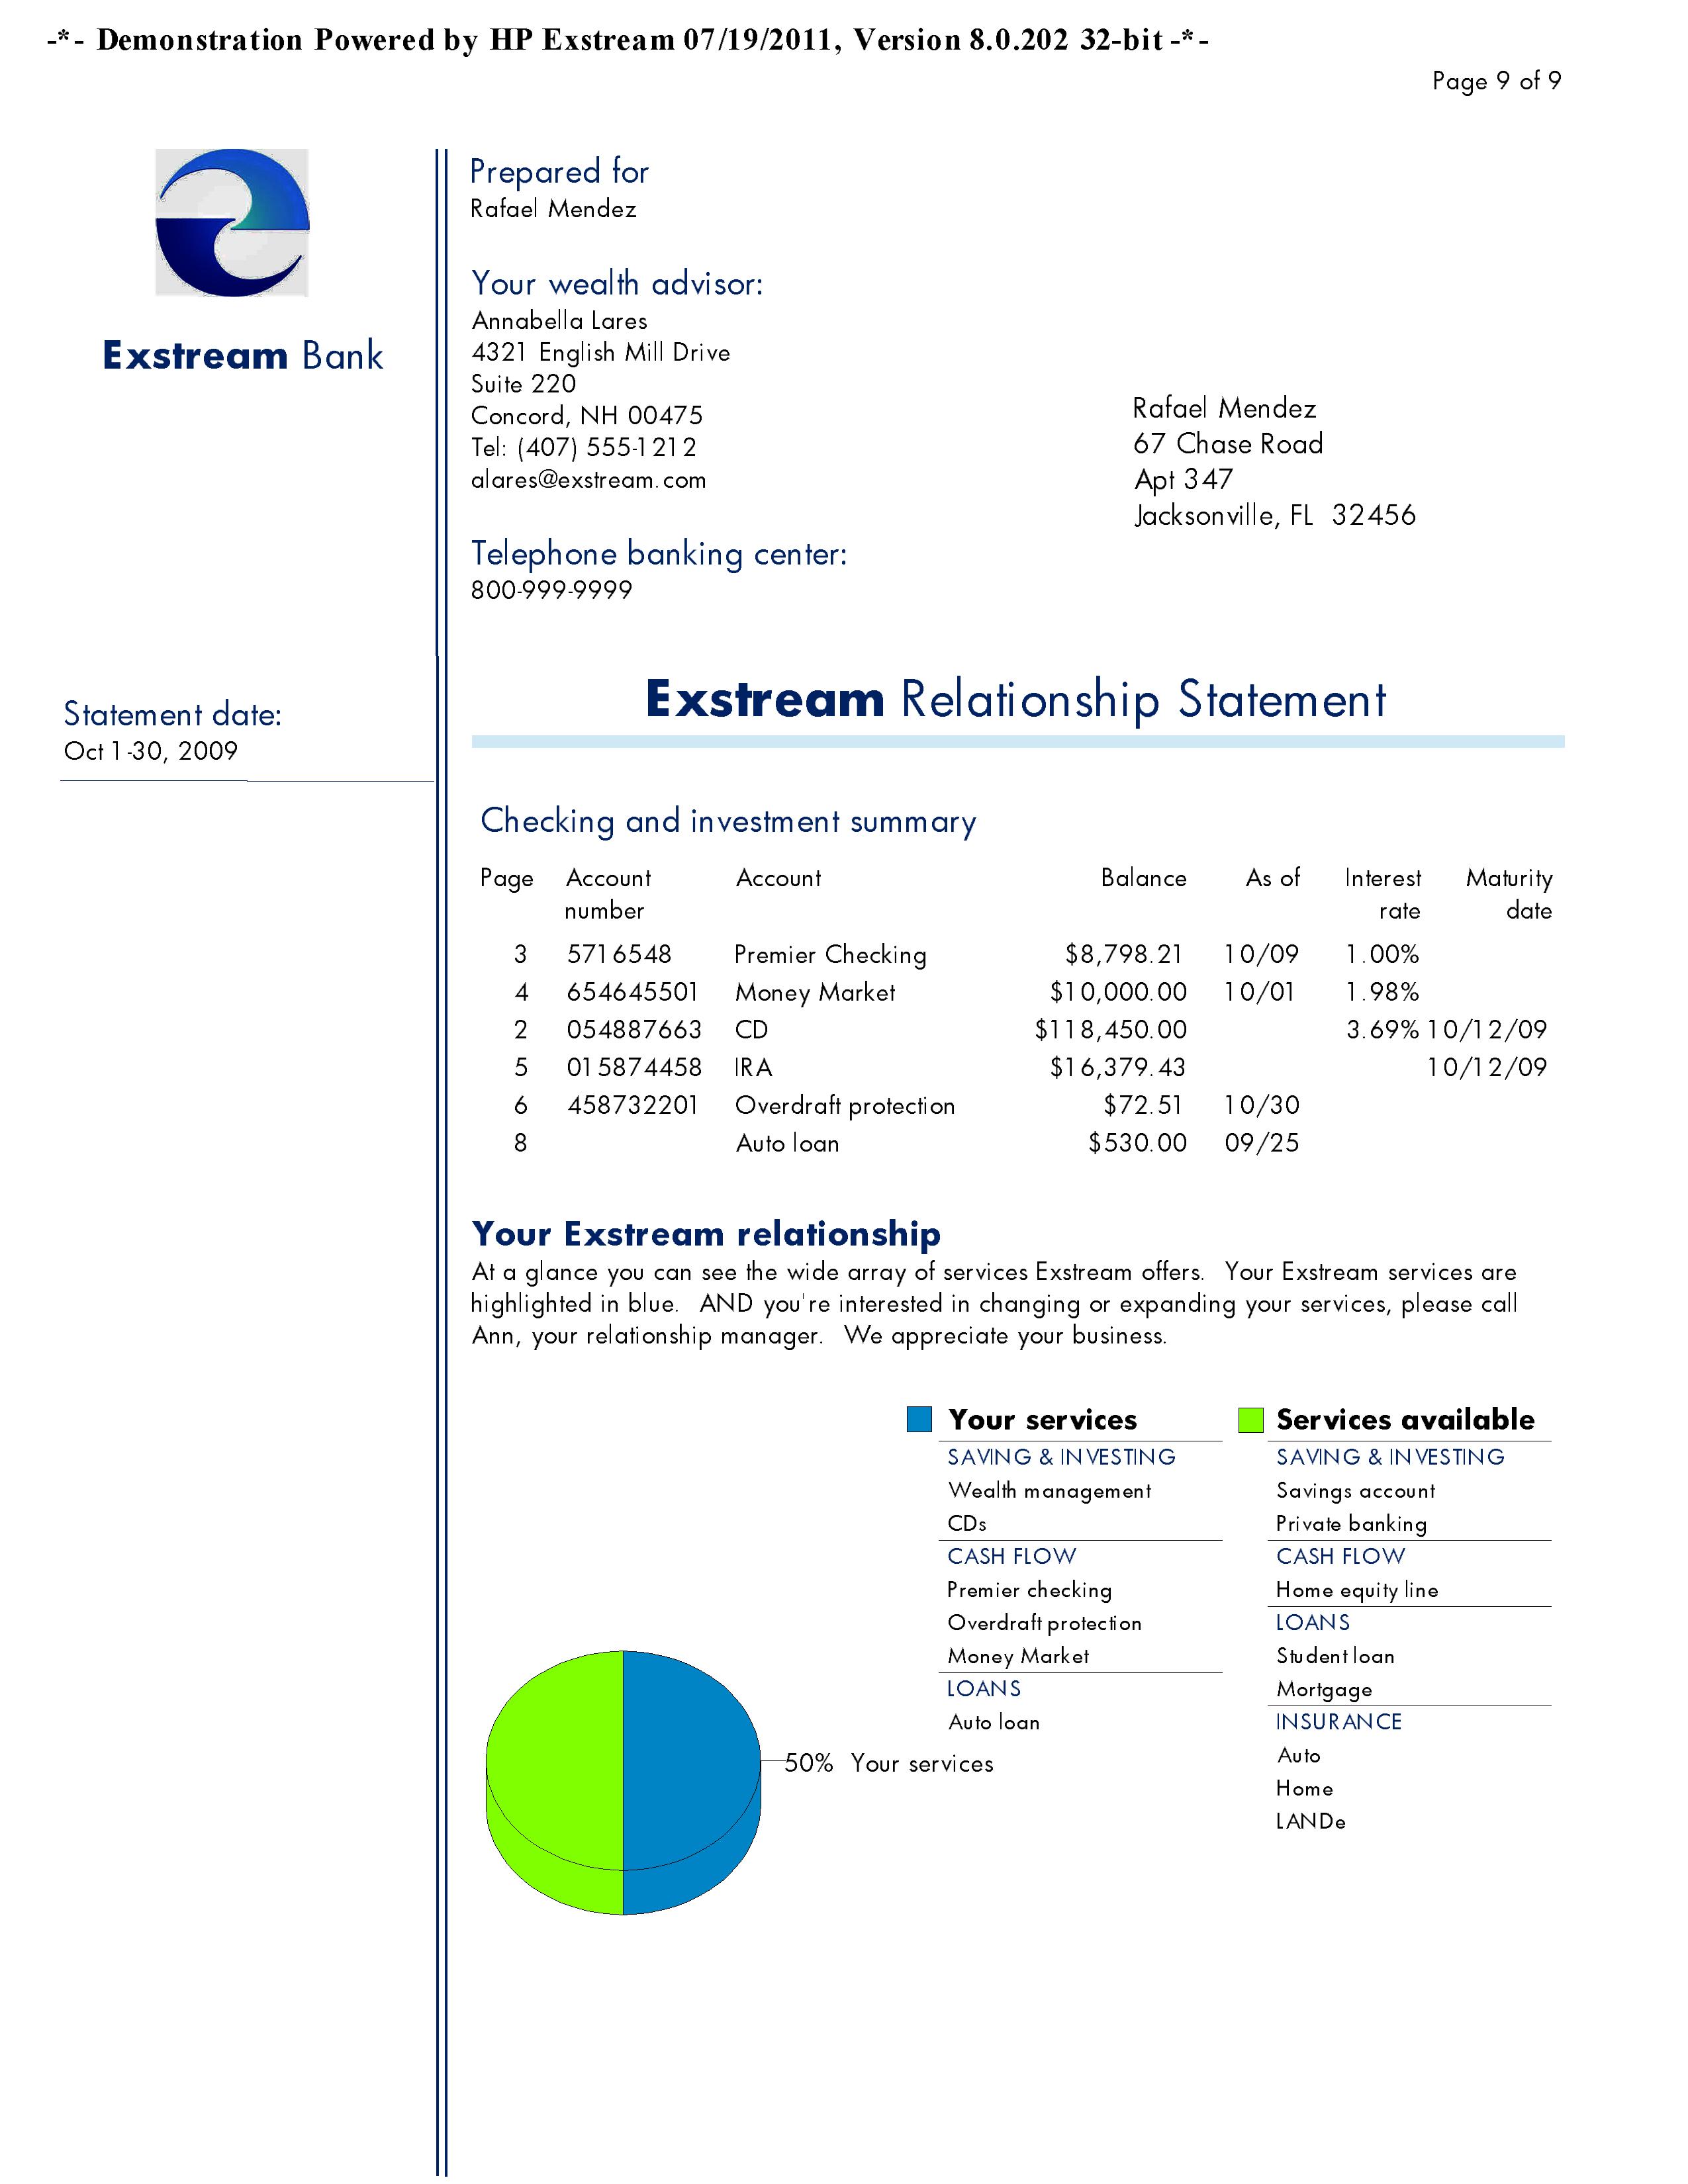 -*- Demonstration Powered by HP Exstream 07/19/2011, Version 8.0.202 32-bit -*-
Page 9 of 9
Exstream Bank
Prepared for
Rafael Mendez
Your wealth advisor:
Annabella Lares
4321 English Mill Drive
Suite 220
Concord, NH 00475
Tel: (407) 555-1212
alares@exstream.com
Rafael Mendez
67 Chase Road
Apt 347
Jacksonville, FL 32456
Telephone banking center:
800-999-9999
Statement date:
Oct 1-30, 2009
Exstream Relationship Statement
Checking and investment summary
Page Account Account Balance As of Interest Maturity
number rate date
3 5716548 Premier Checking $8,798.21 10/09 1.00%
4 654645501 Money Market $10,000.00 10/01 1.98%
2 054887663 CD $118,450.00 3.69% 10/12/09
5 015874458 IRA $16,379.43 10/12/09
6 458732201 Overdraft protection $72.51 10/30
8 Auto loan $530.00 09/25
Your Exstream relationship
At a glance you can see the wide array of services Exstream offers. Your Exstream services are
highlighted in blue. AND you're interested in changing or expanding your services, please call
Ann, your relationship manager. We appreciate your business.
Your services
SAVING & INVESTING
Wealth management
CDs
CASH FLOW
Premier checking
Overdraft protection
Money Market
LOANS
Auto loan
Services available
SAVING & INVESTING
Savings account
Private banking
CASH FLOW
Home equity line
LOANS
Student loan
Mortgage
INSURANCE
Auto
Home
LANDe
50% Your services